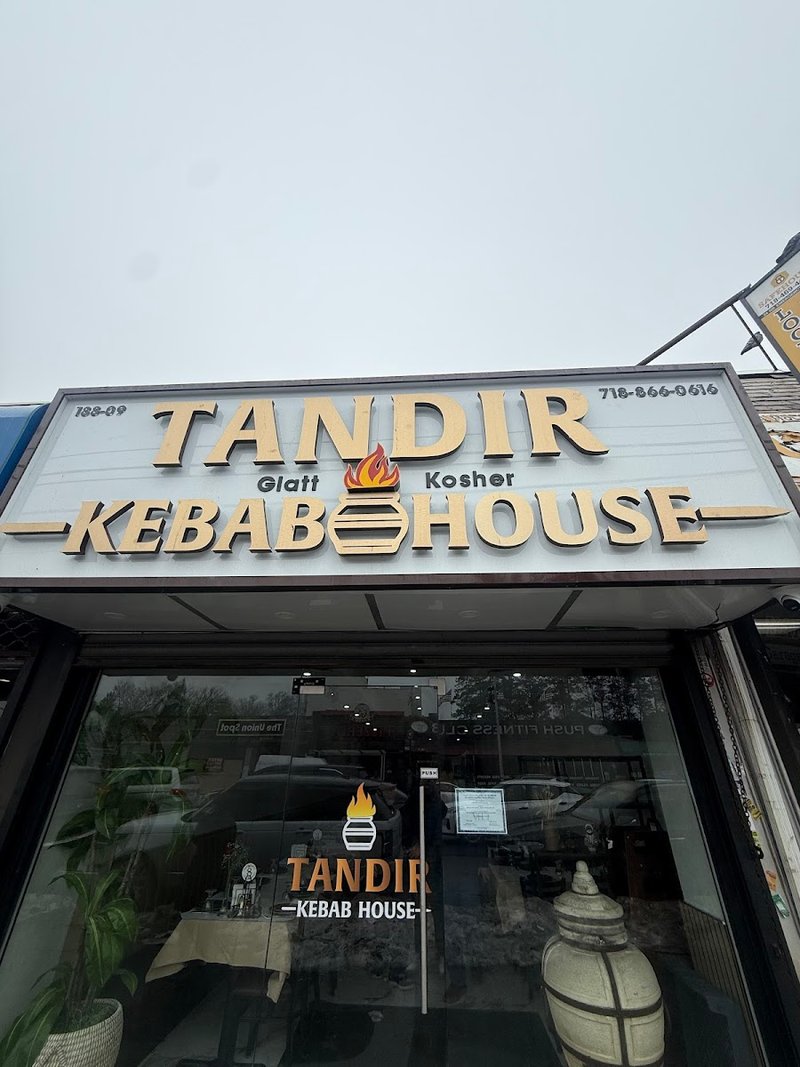 188-09
TANDIR
718-866-0616
Glatt Kosher
KEBAB HOUSE
The Union Spot
PUSH FITNESS CLU
PUSH
TANDIR
KEBAB HOUSE